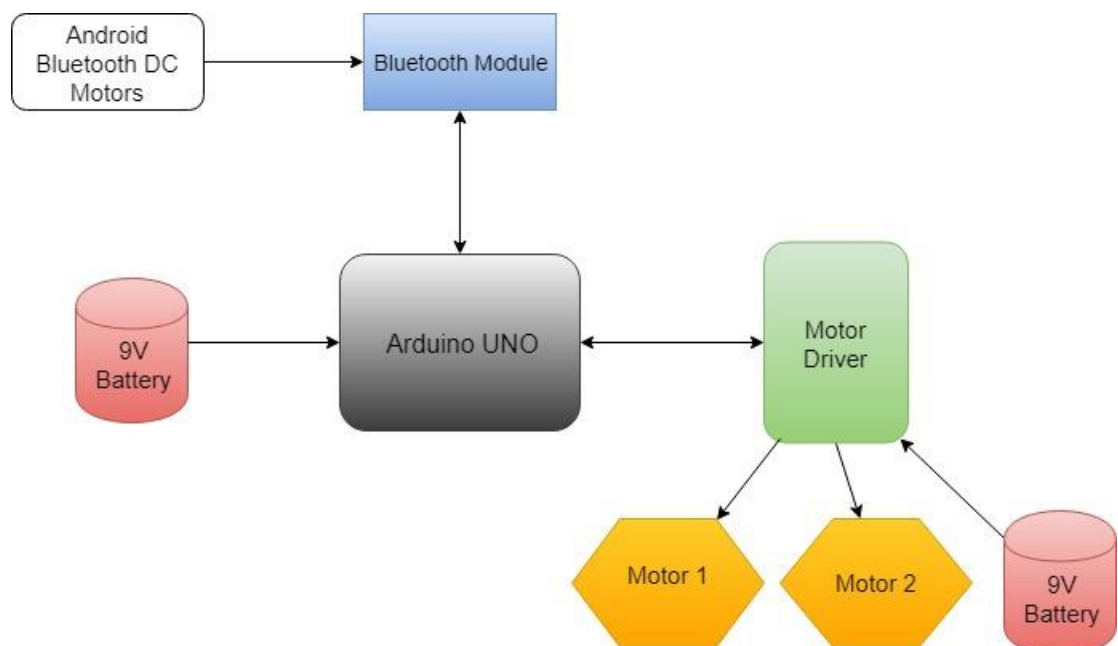 Android
Bluetooth DC
Motors
Bluetooth Module
9V
Battery
Arduino UNO
Motor
Driver
Motor 1
Motor 2
9V
Battery